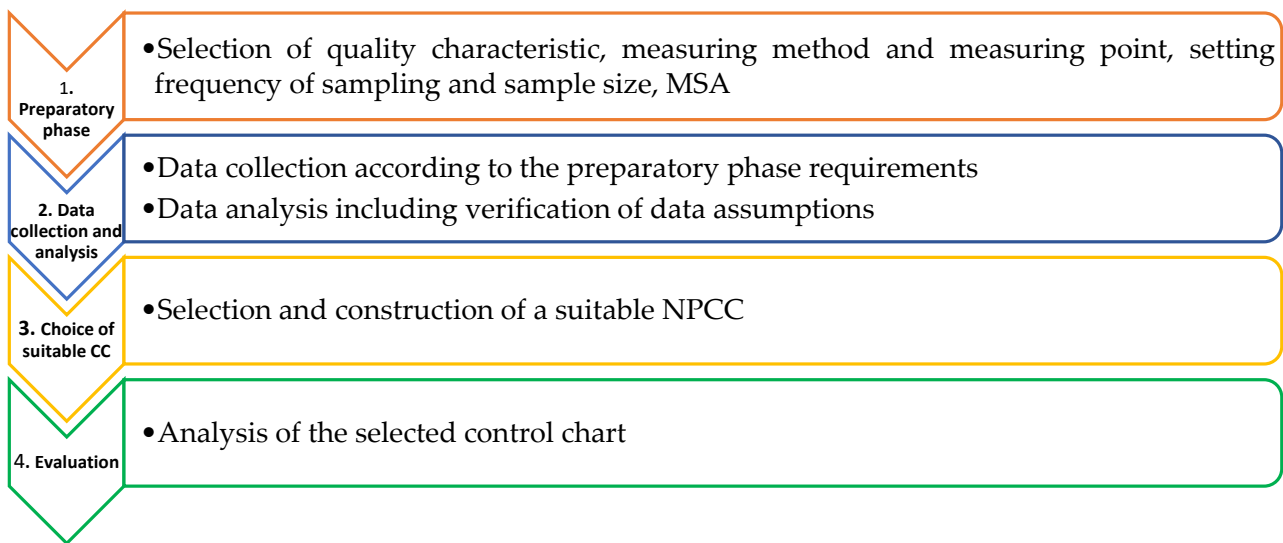 1.
Preparatory
phase
•Selection of quality characteristic, measuring method and measuring point, setting
frequency of sampling and sample size, MSA
2. Data
collection and
analysis
•Data collection according to the preparatory phase requirements
•Data analysis including verification of data assumptions
3. Choice of
suitable CC
•Selection and construction of a suitable NPCC
4. Evaluation
•Analysis of the selected control chart